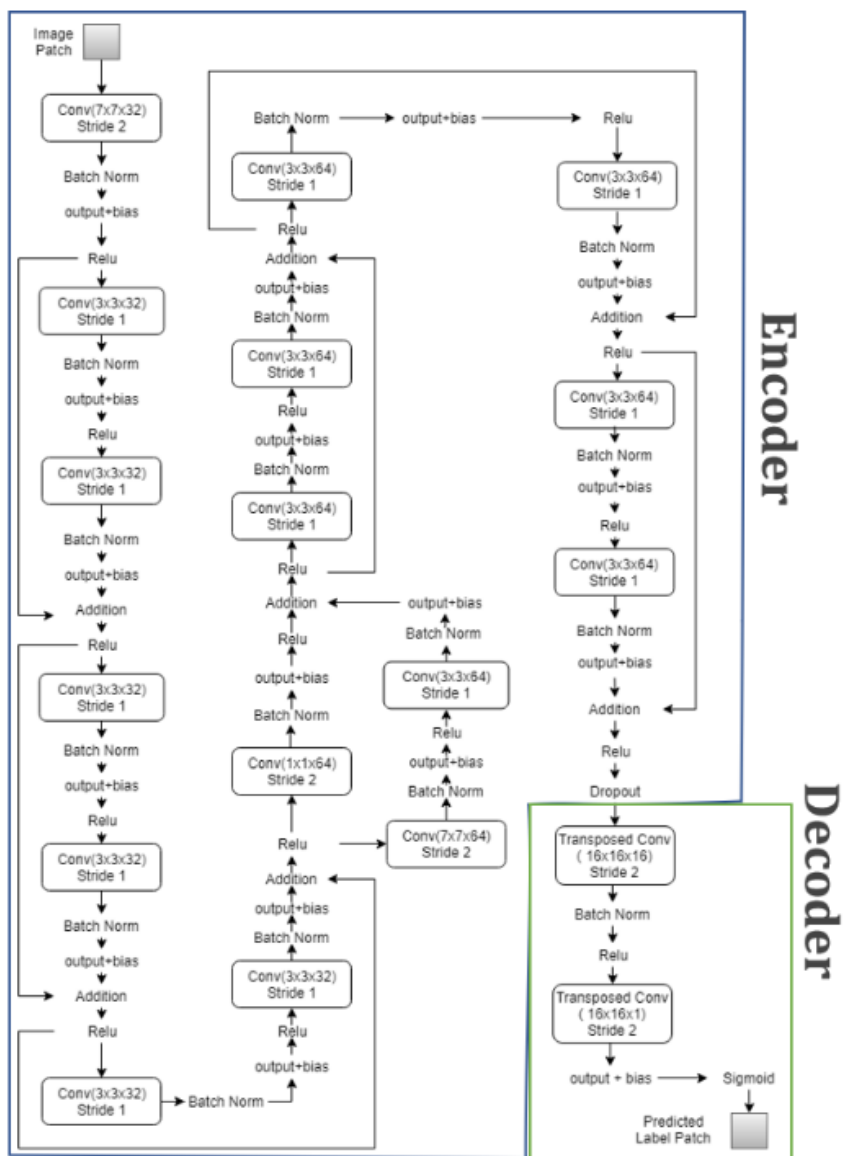 Image
Patch
Conv(7x7x32)
Stride 2
Batch Norm
output+bias
Relu
Conv(3x3x32)
Stride 1
Batch Norm
output+bias
Relu
Conv(3x3x32)
Stride 1
Batch Norm
output+bias
Addition
Relu
Conv(3x3x32)
Stride 1
Batch Norm
output+bias
Relu
Conv(3x3x32)
Stride 1
Batch Norm
output+bias
Addition
Relu
Conv(3x3x32)
Stride 1
Batch Norm
output+bias
Relu
Conv(3x3x32)
Stride 1
Batch Norm
output+bias
Addition
Relu
Conv(1x1x64)
Stride 2
Batch Norm
output+bias
Relu
Conv(7x7x64)
Stride 2
Batch Norm
output+bias
Relu
Conv(3x3x64)
Stride 1
Batch Norm
output+bias
Addition
Relu
Conv(3x3x64)
Stride 1
Batch Norm
output+bias
Relu
Conv(3x3x64)
Stride 1
Batch Norm
output+bias
Addition
Relu
Conv(3x3x64)
Stride 1
Batch Norm
output+bias
Relu
Conv(3x3x64)
Stride 1
Batch Norm
output+bias
Addition
Relu
Conv(3x3x64)
Stride 1
Batch Norm
output+bias
Relu
Conv(3x3x64)
Stride 1
Batch Norm
output+bias
Addition
Relu
Dropout
Encoder
Transposed Conv
( 16x16x16)
Stride 2
Batch Norm
Relu
Transposed Conv
( 16x16x1)
Stride 2
output + bias
Sigmoid
Predicted
Label Patch
Decoder